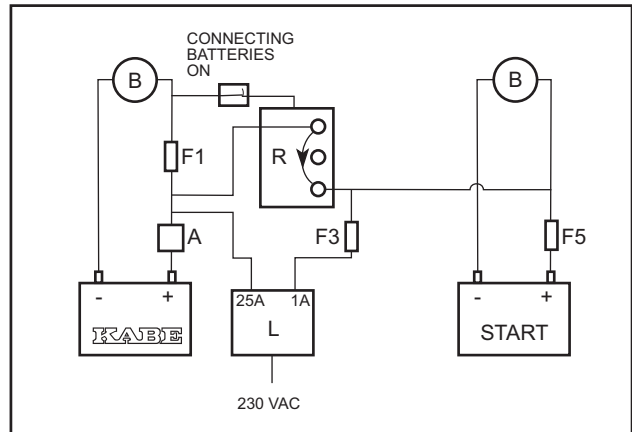 CONNECTING
BATTERIES
ON
B
B
F1
R
A
F3
F5
25A 1A
L
- +
KABE
- +
START
230 VAC